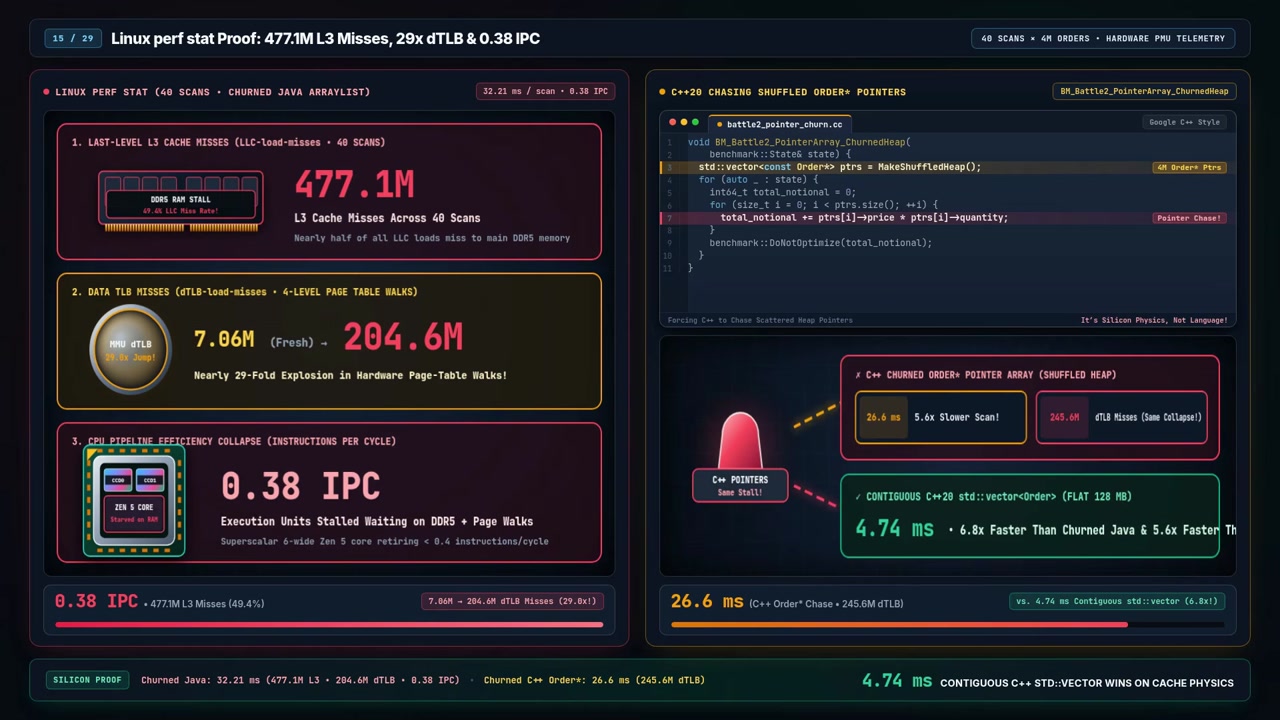 15 / 29
Linux perf stat Proof: 477.1M L3 Misses, 29x dTLB & 0.38 IPC
40 SCANS × 4M ORDERS • HARDWARE PMU TELEMETRY
LINUX PERF STAT (40 SCANS • CHURNED JAVA ARRAYLIST)
32.21 ms / scan • 0.38 IPC
1. LAST-LEVEL L3 CACHE MISSES (LLC-load-misses • 40 SCANS)
DDR5 RAM STALL
49.4% LLC Miss Rate!
477.1M
L3 Cache Misses Across 40 Scans
Nearly half of all LLC loads miss to main DDR5 memory
2. DATA TLB MISSES (dTLB-load-misses • 4-LEVEL PAGE TABLE WALKS)
MMU dTLB
29.0x Jump!
7.06M (Fresh) → 204.6M
Nearly 29-Fold Explosion in Hardware Page-Table Walks!
3. CPU PIPELINE EFFICIENCY COLLAPSE (INSTRUCTIONS PER CYCLE)
CCD0 CCD1
ZEN 5 CORE
Starved on RAM
0.38 IPC
Execution Units Stalled Waiting on DDR5 + Page Walks
Superscalar 6-wide Zen 5 core retiring < 0.4 instructions/cycle
0.38 IPC • 477.1M L3 Misses (49.4%)
7.06M → 204.6M dTLB Misses (29.0x!)
C++20 CHASING SHUFFLED ORDER* POINTERS
BM_Battle2_PointerArray_ChurnedHeap
battle2_pointer_churn.cc
Google C++ Style
1 void BM_Battle2_PointerArray_ChurnedHeap(
2 benchmark::State& state) {
3 std::vector<const Order*> ptrs = MakeShuffledHeap();
4M Order* Ptrs
4 for (auto _ : state) {
5 int64_t total_notional = 0;
6 for (size_t i = 0; i < ptrs.size(); ++i) {
7 total_notional += ptrs[i]->price * ptrs[i]->quantity;
Pointer Chase!
8 }
9 benchmark::DoNotOptimize(total_notional);
10 }
11 }
Forcing C++ to Chase Scattered Heap Pointers
It's Silicon Physics, Not Language!
C++ POINTERS
Same Stall!
✗ C++ CHURNED ORDER* POINTER ARRAY (SHUFFLED HEAP)
26.6 ms 5.6x Slower Scan!
245.6M dTLB Misses (Same Collapse!)
✓ CONTIGUOUS C++20 std::vector<Order> (FLAT 128 MB)
4.74 ms • 6.8x Faster Than Churned Java & 5.6x Faster Th
26.6 ms (C++ Order* Chase • 245.6M dTLB)
vs. 4.74 ms Contiguous std::vector (6.8x!)
SILICON PROOF
Churned Java: 32.21 ms (477.1M L3 • 204.6M dTLB • 0.38 IPC) • Churned C++ Order*: 26.6 ms (245.6M dTLB)
4.74 ms CONTIGUOUS C++ STD::VECTOR WINS ON CACHE PHYSICS